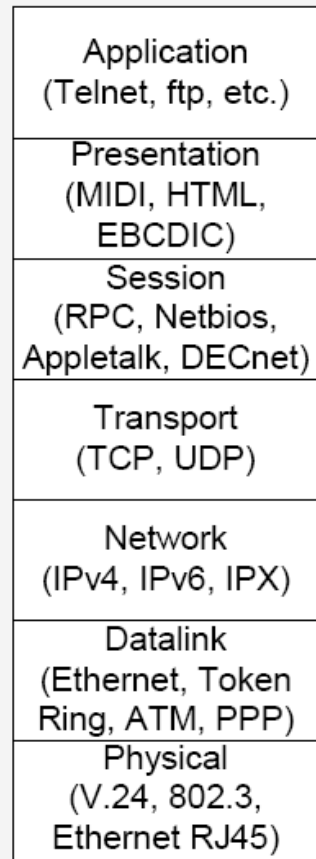 Application
(Telnet, ftp, etc.)
Presentation
(MIDI, HTML,
EBCDIC)
Session
(RPC, Netbios,
Appletalk, DECnet)
Transport
(TCP, UDP)
Network
(IPv4, IPv6, IPX)
Datalink
(Ethernet, Token
Ring, ATM, PPP)
Physical
(V.24, 802.3,
Ethernet RJ45)